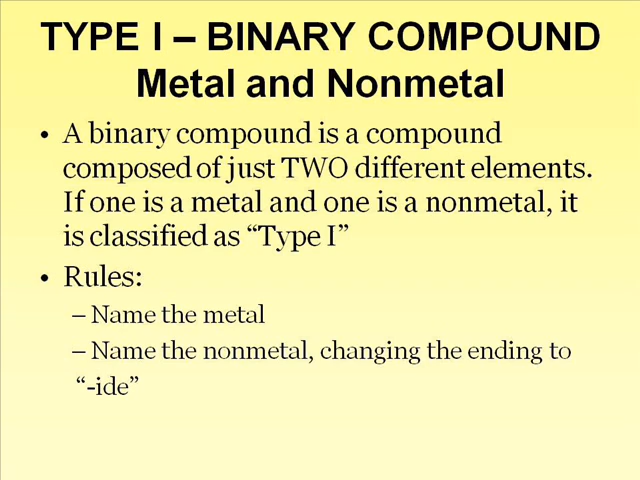 TYPE I – BINARY COMPOUND
Metal and Nonmetal
• A binary compound is a compound
composed of just TWO different elements.
If one is a metal and one is a nonmetal, it
is classified as “Type I”
• Rules:
– Name the metal
– Name the nonmetal, changing the ending to
“-ide”